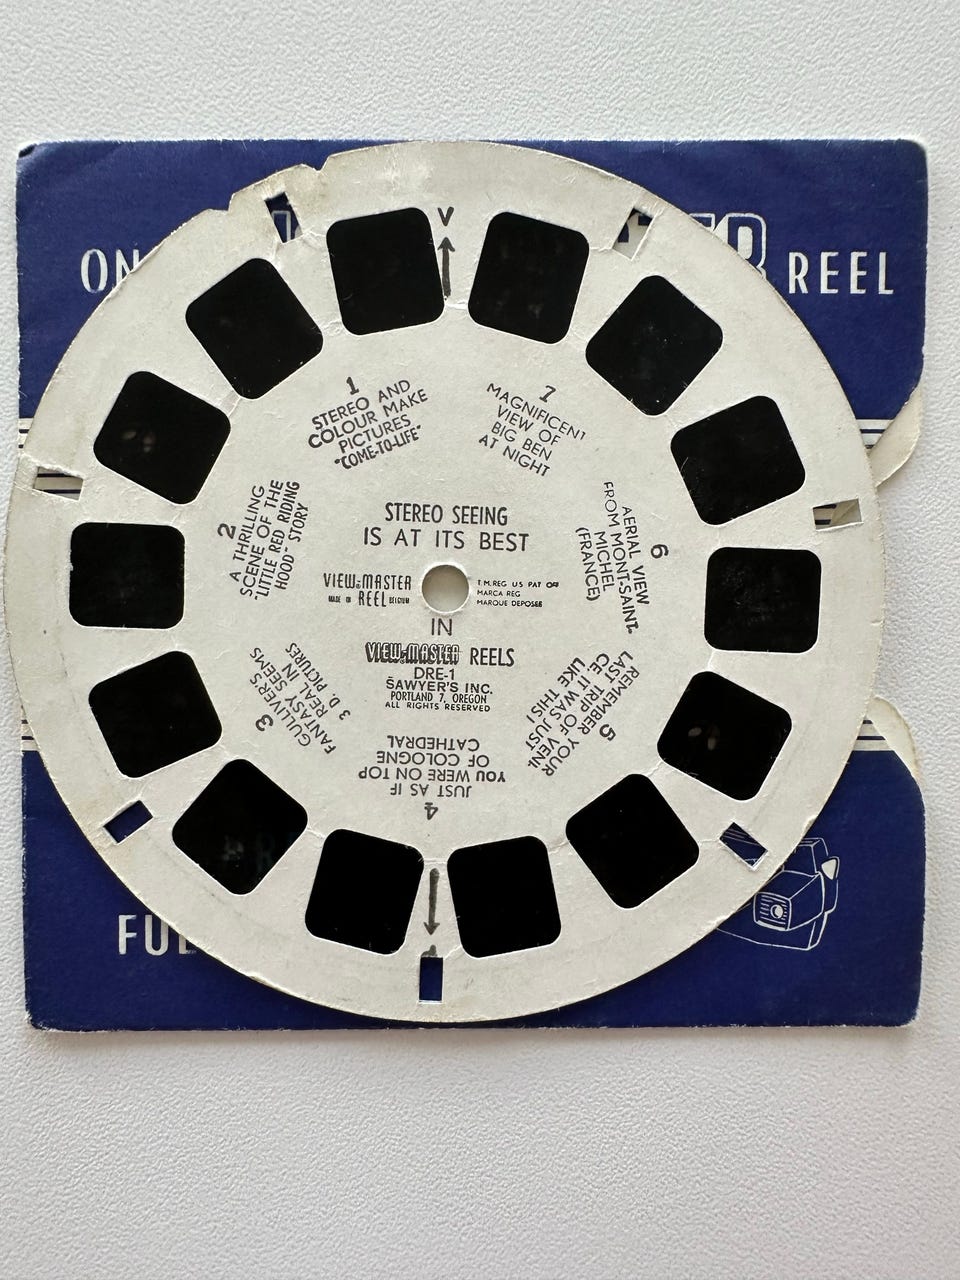 ON
REEL
V
1
STEREO AND
COLOUR MAKE
PICTURES
"COME-TO-LIFE"
7
MAGNIFICENT
VIEW OF
BIG BEN
AT NIGHT
2
A THRILLING
SCENE OF THE
"LITTLE RED RIDING
HOOD" STORY
STEREO SEEING
IS AT ITS BEST
6
AERIAL VIEW
FROM MONT-SAINT-
MICHEL
(FRANCE)
VIEW-MASTER
MADE IN REEL BELGIUM
T.M.REG US PAT OFF
MARCA REG
MARQUE DEPOSEE
IN
VIEW-MASTER REELS
DRE-1
SAWYER'S INC.
PORTLAND 7, OREGON
ALL RIGHTS RESERVED
3
GULLIVER'S
FANTASY SEEMS
REAL IN
3 D. PICTURES
5
REMEMBER YOUR
LAST TRIP OF VENI-
CE IT WAS JUST
LIKE THIS!
4
JUST AS IF
YOU WERE ON TOP
OF COLOGNE
CATHEDRAL